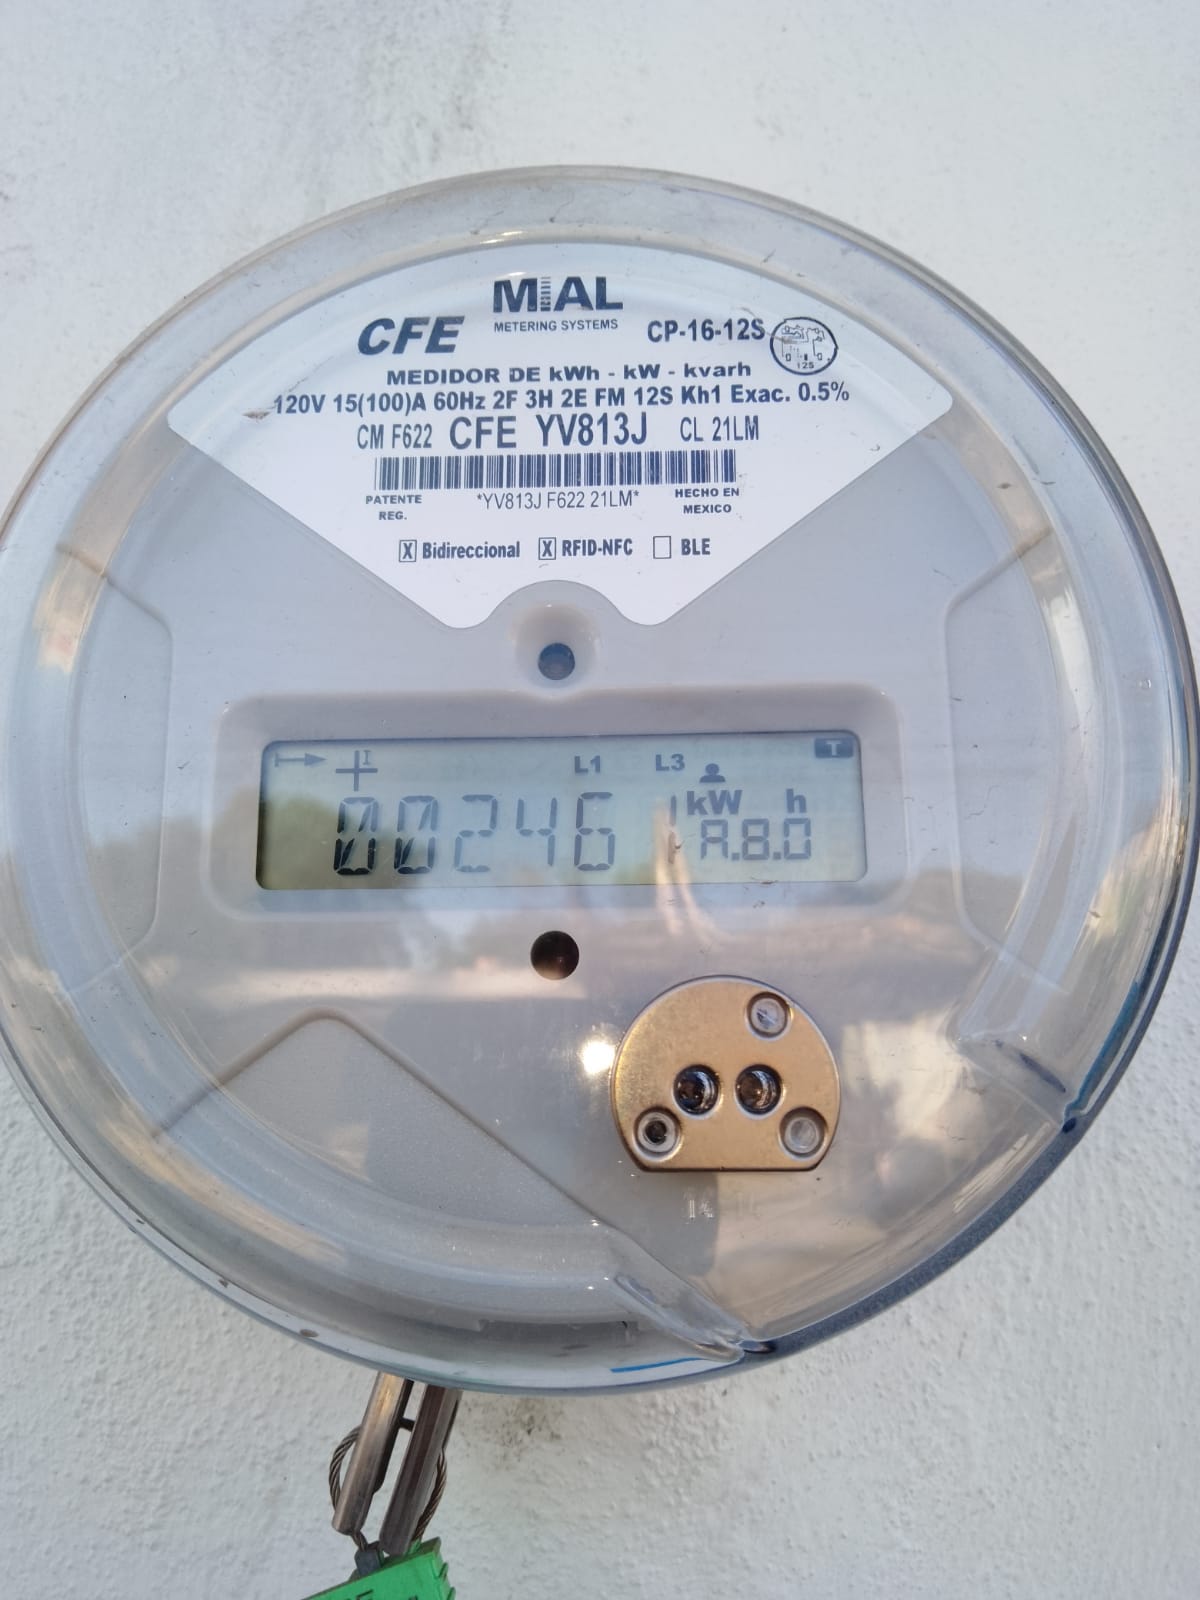 MIAL
METERING SYSTEMS
CFE
CP-16-12S
12S
MEDIDOR DE kWh - kW - kvarh
120V 15(100)A 60Hz 2F 3H 2E FM 12S Kh1 Exac. 0.5%
CM F622 CFE YV813J CL 21LM
PATENTE REG.
*YV813J F622 21LM*
HECHO EN MEXICO
X Bidireccional X RFID-NFC BLE
L1 L3 T
kW h
00246 A.8.0